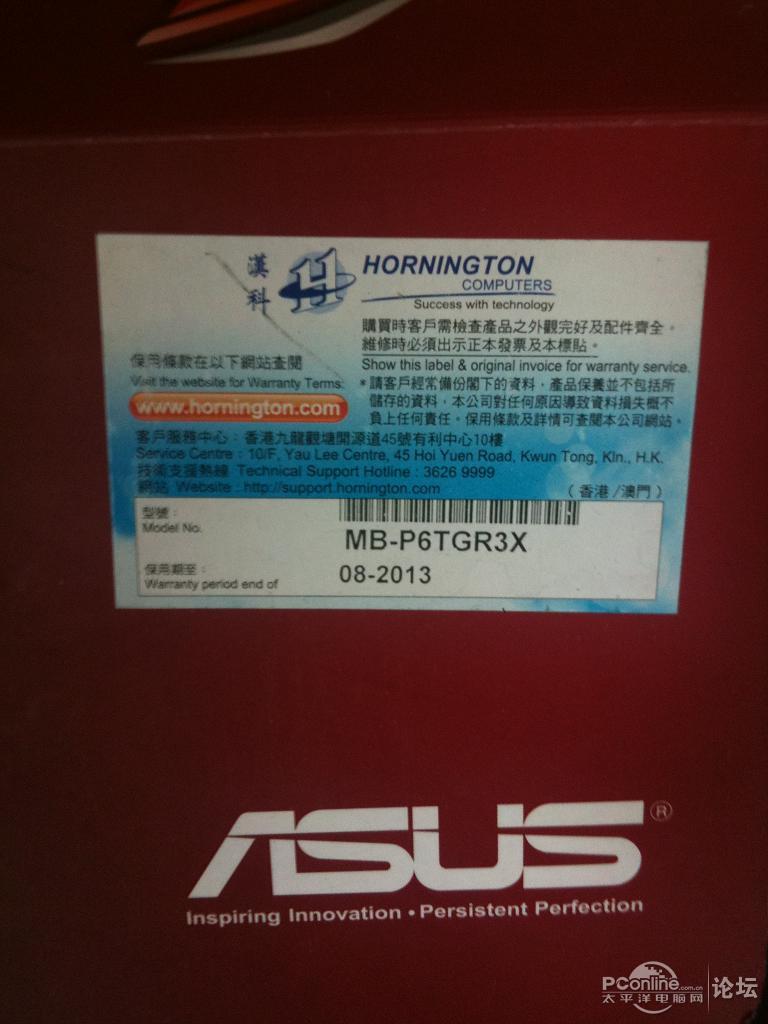 漢科
HORNINGTON
COMPUTERS
Success with technology
購買時客戶需檢查產品之外觀完好及配件齊全。
維修時必須出示正本發票及本標貼。
Show this label & original invoice for warranty service.
保用條款在以下網站查閱
Visit the website for Warranty Terms:
www.hornington.com
*請客戶經常備份閣下的資料，產品保養並不包括所
儲存的資料，本公司對任何原因導致資料損失概不
負上任何責任。保用條款及詳情可查閱本公司網站。
客戶服務中心：香港九龍觀塘開源道45號有利中心10樓
Service Centre : 10/F, Yau Lee Centre, 45 Hoi Yuen Road, Kwun Tong, Kln., H.K.
技術支援熱線 Technical Support Hotline : 3626 9999
網站 Website : http://support.hornington.com
（香港/澳門）
型號：
Model No.
MB-P6TGR3X
保用期至：
Warranty period end of
08-2013
ASUS®
Inspiring Innovation • Persistent Perfection
PConline.com.cn
太平洋电脑网
论坛